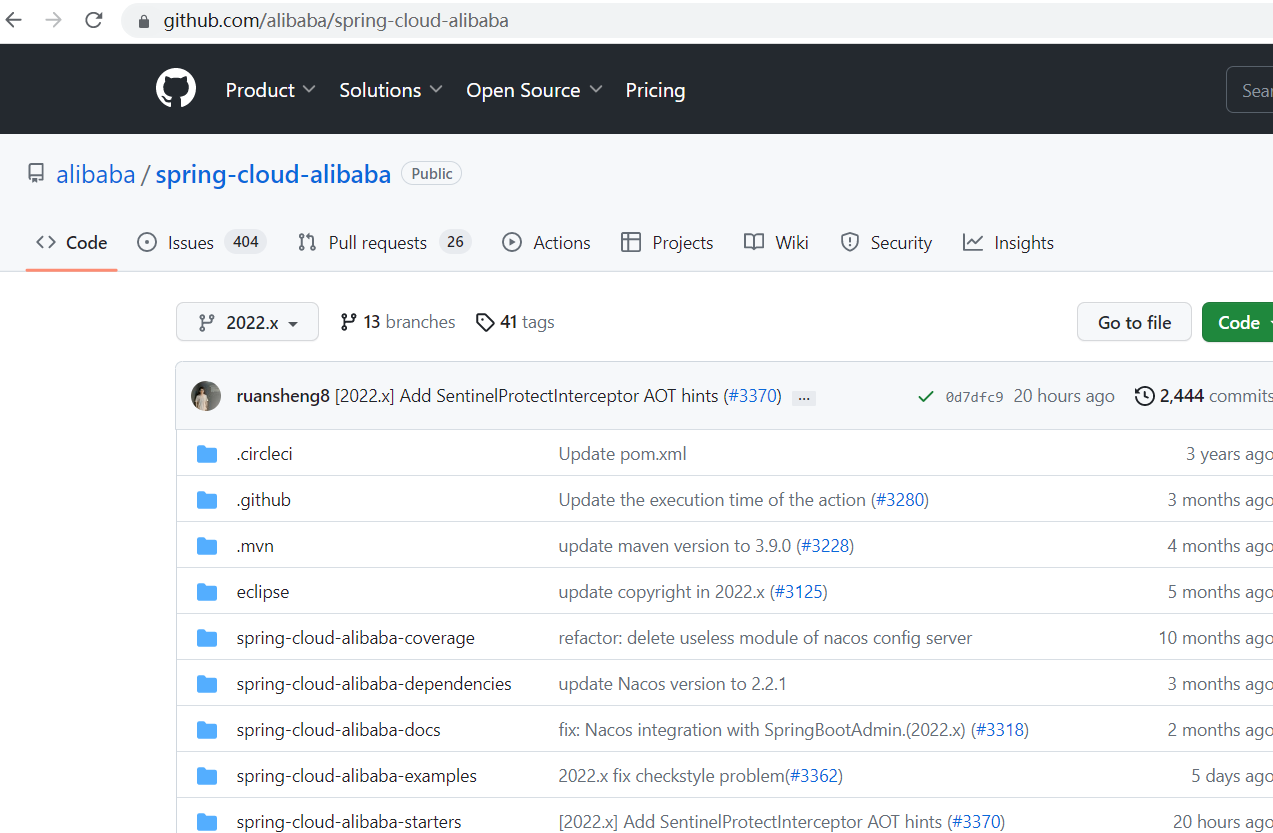 github.com/alibaba/spring-cloud-alibaba
Product Solutions Open Source Pricing
alibaba / spring-cloud-alibaba Public
Code Issues 404 Pull requests 26 Actions Projects Wiki Security Insights
2022.x 13 branches 41 tags Go to file Code
ruansheng8 [2022.x] Add SentinelProtectInterceptor AOT hints (#3370) ... 0d7dfc9 20 hours ago 2,444 commits
.circleci Update pom.xml 3 years ago
.github Update the execution time of the action (#3280) 3 months ago
.mvn update maven version to 3.9.0 (#3228) 4 months ago
eclipse update copyright in 2022.x (#3125) 5 months ago
spring-cloud-alibaba-coverage refactor: delete useless module of nacos config server 10 months ago
spring-cloud-alibaba-dependencies update Nacos version to 2.2.1 3 months ago
spring-cloud-alibaba-docs fix: Nacos integration with SpringBootAdmin.(2022.x) (#3318) 2 months ago
spring-cloud-alibaba-examples 2022.x fix checkstyle problem(#3362) 5 days ago
spring-cloud-alibaba-starters [2022.x] Add SentinelProtectInterceptor AOT hints (#3370) 20 hours ago